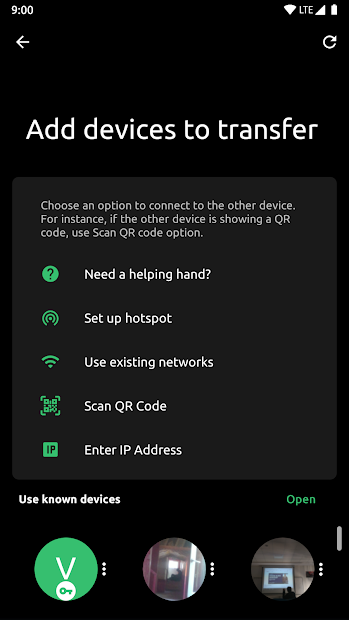 9:00
LTE
Add devices to transfer
Choose an option to connect to the other device.
For instance, if the other device is showing a QR
code, use Scan QR code option.
Need a helping hand?
Set up hotspot
Use existing networks
Scan QR Code
IP Enter IP Address
Use known devices Open
V